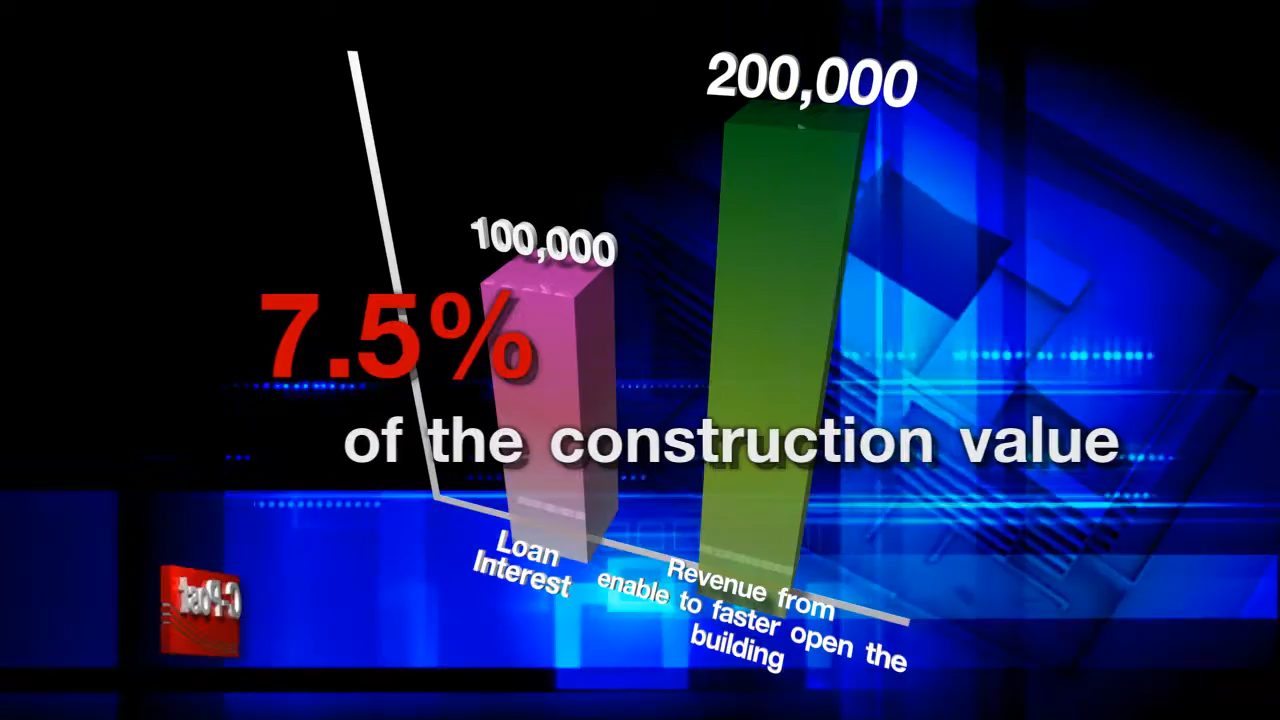 200,000
100,000
7.5%
of the construction value
Loan
Interest
Revenue from
enable to faster open the
building
C-Post